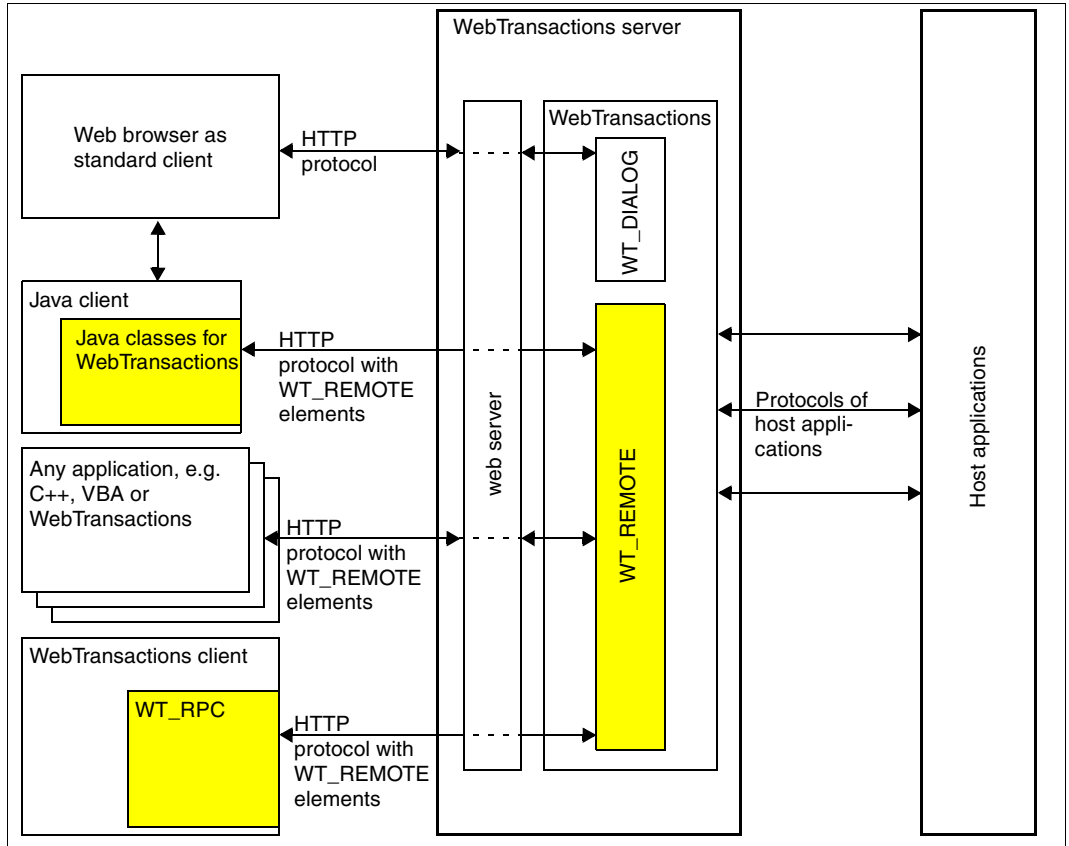 WebTransactions server
Web browser as
standard client
HTTP
protocol
WebTransactions
WT_DIALOG
Java client
Java classes for
WebTransactions
HTTP
protocol with
WT_REMOTE
elements
web server
WT_REMOTE
Protocols of
host appli-
cations
Host applications
Any application, e.g.
C++, VBA or
WebTransactions
HTTP
protocol with
WT_REMOTE
elements
WebTransactions client
WT_RPC
HTTP
protocol with
WT_REMOTE
elements